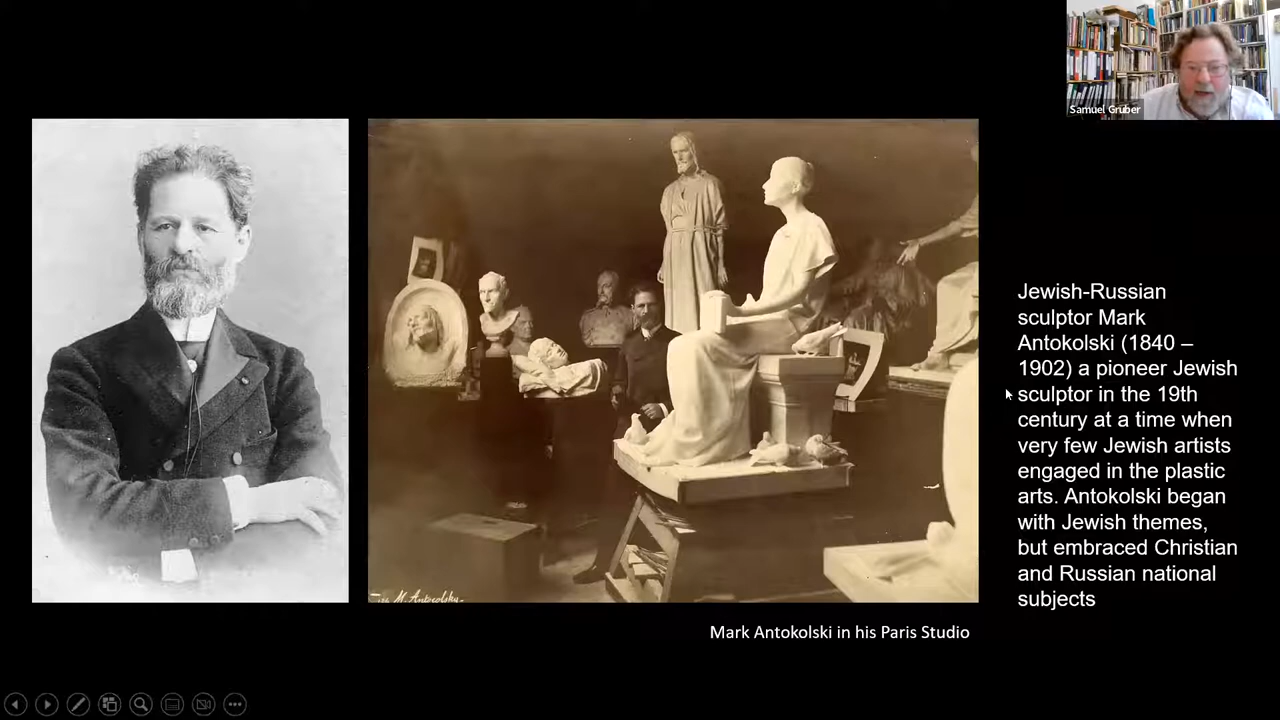 Samuel Gruber
Jewish-Russian
sculptor Mark
Antokolski (1840 –
1902) a pioneer Jewish
sculptor in the 19th
century at a time when
very few Jewish artists
engaged in the plastic
arts. Antokolski began
with Jewish themes,
but embraced Christian
and Russian national
subjects
M. Antocolsky-
Mark Antokolski in his Paris Studio